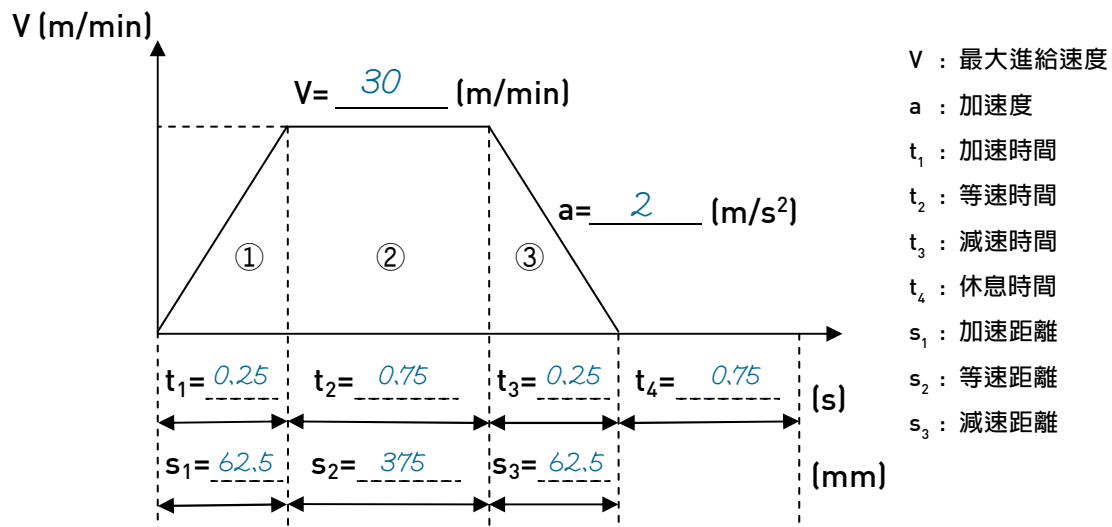 V (m/min)
V= 30 (m/min)
a= 2 (m/s²)
① ② ③
t₁= 0.25 t₂= 0.75 t₃= 0.25 t₄= 0.75 (s)
s₁= 62.5 s₂= 375 s₃= 62.5 (mm)
V : 最大進給速度
a : 加速度
t₁ : 加速時間
t₂ : 等速時間
t₃ : 減速時間
t₄ : 休息時間
s₁ : 加速距離
s₂ : 等速距離
s₃ : 減速距離